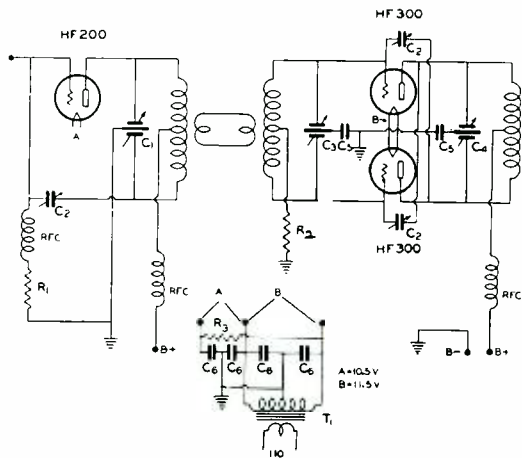 HF200
HF300
C2
A
C1
B
C3 C5
C5 C4
C2
C2
HF300
RFC
R1
RFC
R2
RFC
B+
B- B+
A B
R3
C6 C6 C6 C6
A=10.5V
B=11.5V
T1
110